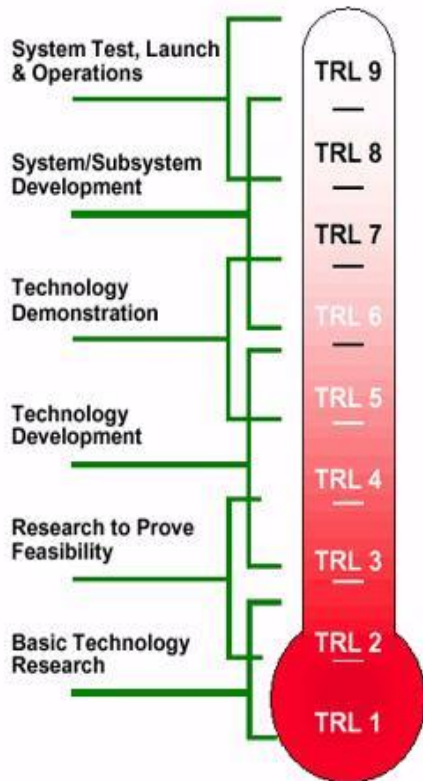 System Test, Launch
& Operations
System/Subsystem
Development
Technology
Demonstration
Technology
Development
Research to Prove
Feasibility
Basic Technology
Research
TRL 9
TRL 8
TRL 7
TRL 6
TRL 5
TRL 4
TRL 3
TRL 2
TRL 1